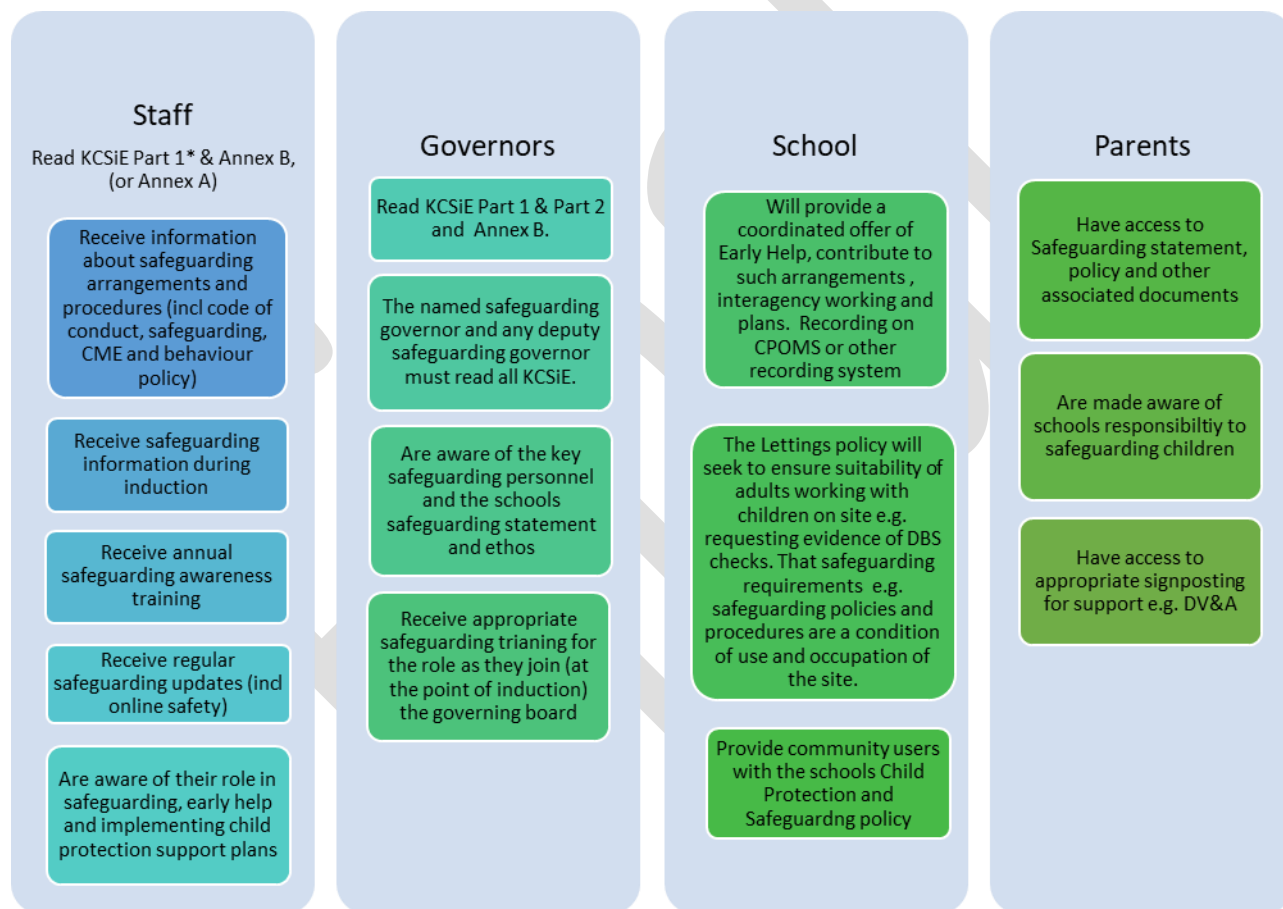 Staff
Read KCSiE Part 1* & Annex B,
(or Annex A)
Receive information
about safeguarding
arrangements and
procedures (incl code of
conduct, safeguarding,
CME and behaviour
policy)
Receive safeguarding
information during
induction
Receive annual
safeguarding awareness
training
Receive regular
safeguarding updates (incl
online safety)
Are aware of their role in
safeguarding, early help
and implementing child
protection support plans
Governors
Read KCSiE Part 1 & Part 2
and Annex B.
The named safeguarding
governor and any deputy
safeguarding governor
must read all KCSiE.
Are aware of the key
safeguarding personnel
and the schools
safeguarding statement
and ethos
Receive appropriate
safeguarding trianing for
the role as they join (at
the point of induction)
the governing board
School
Will provide a
coordinated offer of
Early Help, contribute to
such arrangements ,
interagency working and
plans. Recording on
CPOMS or other
recording system
The Lettings policy will
seek to ensure suitability of
adults working with
children on site e.g.
requesting evidence of DBS
checks. That safeguarding
requirements e.g.
safeguarding policies and
procedures are a condition
of use and occupation of
the site.
Provide community users
with the schools Child
Protection and
Safeguardng policy
Parents
Have access to
Safeguarding statement,
policy and other
associated documents
Are made aware of
schools responsibiltiy to
safeguarding children
Have access to
appropriate signposting
for support e.g. DV&A